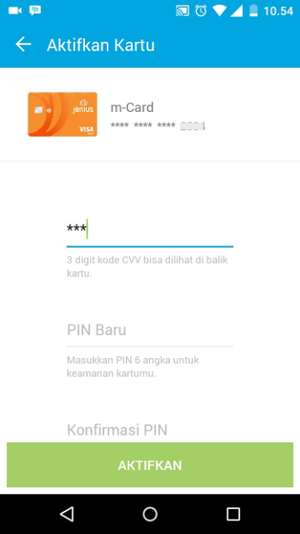 10.54
Aktifkan Kartu
jenius
VISA
m-Card
**** **** ****
***
3 digit kode CVV bisa dilihat di balik
kartu.
PIN Baru
Masukkan PIN 6 angka untuk
keamanan kartumu.
Konfirmasi PIN
AKTIFKAN